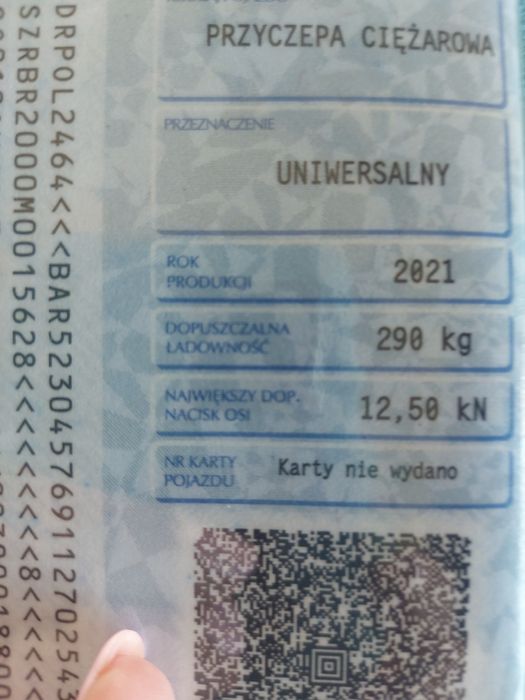 PRZYCZEPA CIĘŻAROWA
PRZEZNACZENIE
UNIWERSALNY
ROK
PRODUKCJI
2021
DOPUSZCZALNA
ŁADOWNOŚĆ
290 kg
NAJWIĘKSZY DOP.
NACISK OSI
12,50 kN
NR KARTY
POJAZDU
Karty nie wydano
DRPOL2464<<<BAR52304576911270254
SZRBR2000M0015628<<<<<<<<8<<<<<